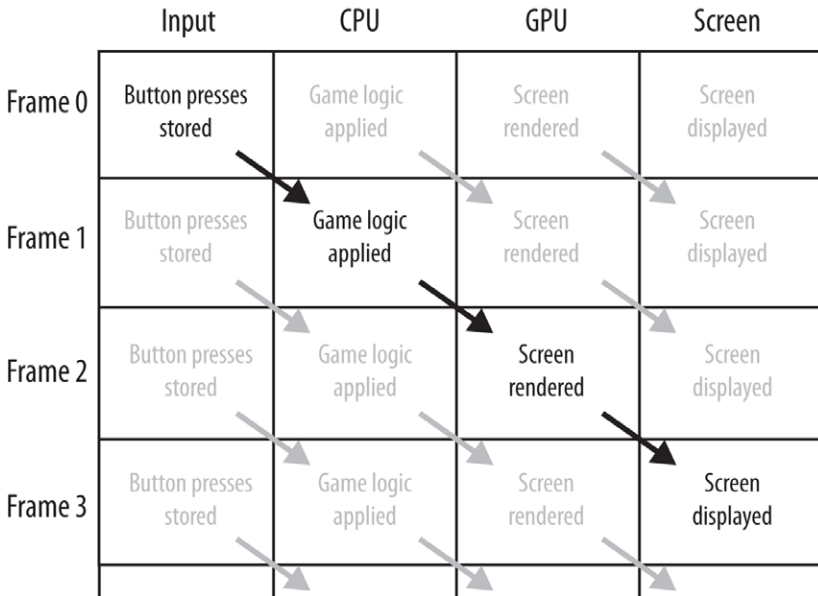 Input CPU GPU Screen
Frame 0
Button presses
stored
Game logic
applied
Screen
rendered
Screen
displayed
Frame 1
Button presses
stored
Game logic
applied
Screen
rendered
Screen
displayed
Frame 2
Button presses
stored
Game logic
applied
Screen
rendered
Screen
displayed
Frame 3
Button presses
stored
Game logic
applied
Screen
rendered
Screen
displayed